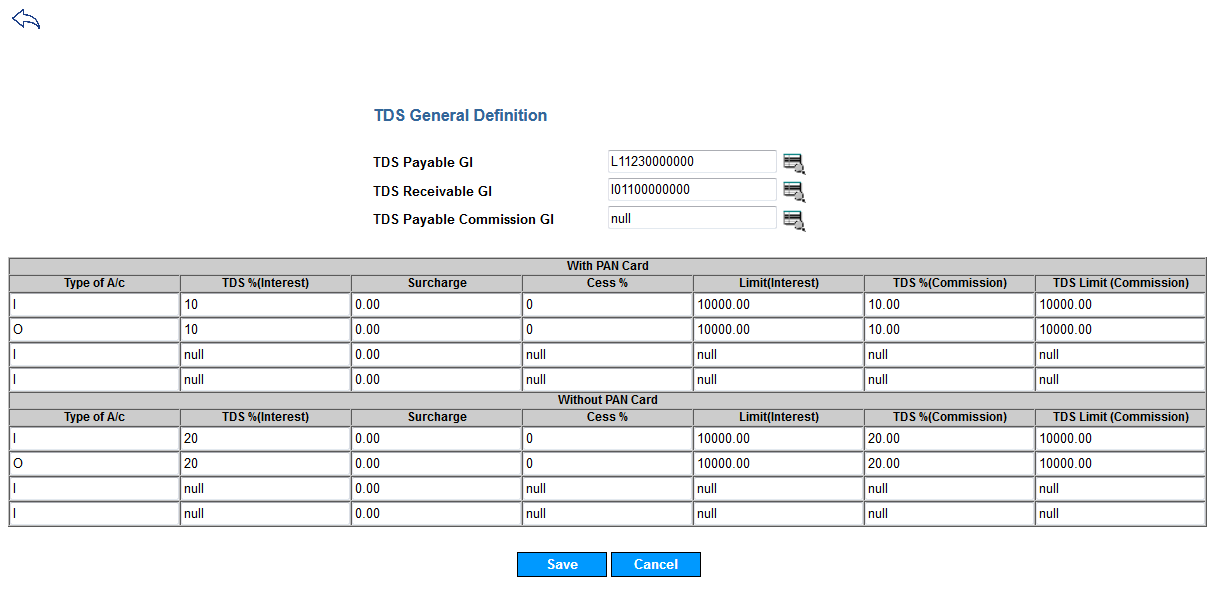 TDS General Definition
TDS Payable Gl L11230000000
TDS Receivable Gl I01100000000
TDS Payable Commission Gl null
With PAN Card
Type of A/c TDS %(Interest) Surcharge Cess % Limit(Interest) TDS %(Commission) TDS Limit (Commission)
I 10 0.00 0 10000.00 10.00 10000.00
O 10 0.00 0 10000.00 10.00 10000.00
I null 0.00 null null null null
I null 0.00 null null null null
Without PAN Card
Type of A/c TDS %(Interest) Surcharge Cess % Limit(Interest) TDS %(Commission) TDS Limit (Commission)
I 20 0.00 0 10000.00 20.00 10000.00
O 20 0.00 0 10000.00 20.00 10000.00
I null 0.00 null null null null
I null 0.00 null null null null
Save Cancel